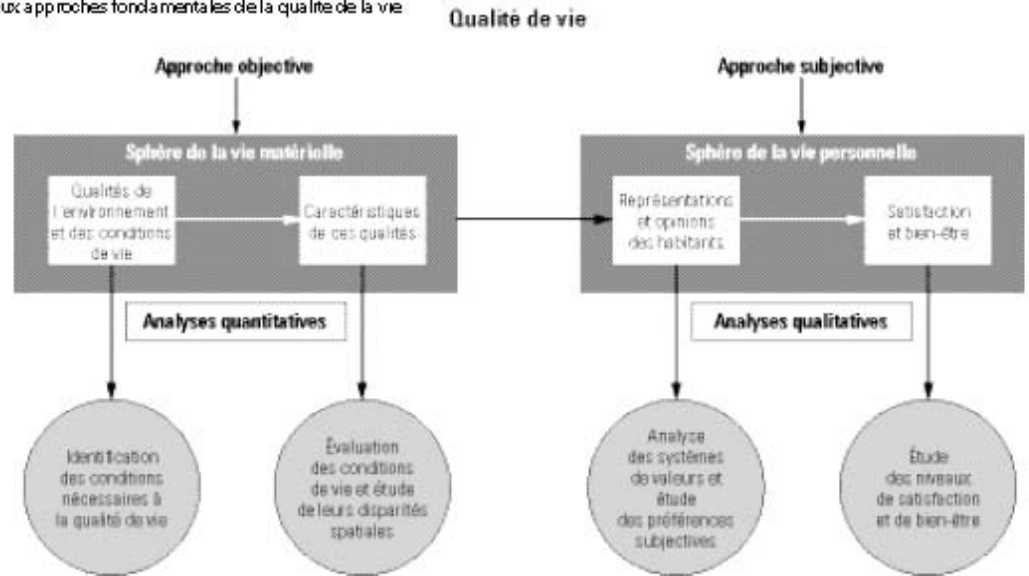 ux approches fondamentales de la qualité de la vie
Qualité de vie
Approche objective
Approche subjective
Sphère de la vie matérielle
Sphère de la vie personnelle
Qualités de
l'environnement
et des conditions
de vie
Caractéristiques
de ces qualités
Représentations
et opinions
des habitants
Satisfaction
et bien-être
Analyses quantitatives
Analyses qualitatives
Identification
des conditions
nécessaires à
la qualité de vie
Évaluation
des conditions
de vie et étude
de leurs disparités
spatiales
Analyse
des systèmes
de valeurs et
étude
des préférences
subjectives
Étude
des niveaux
de satisfaction
et de bien-être